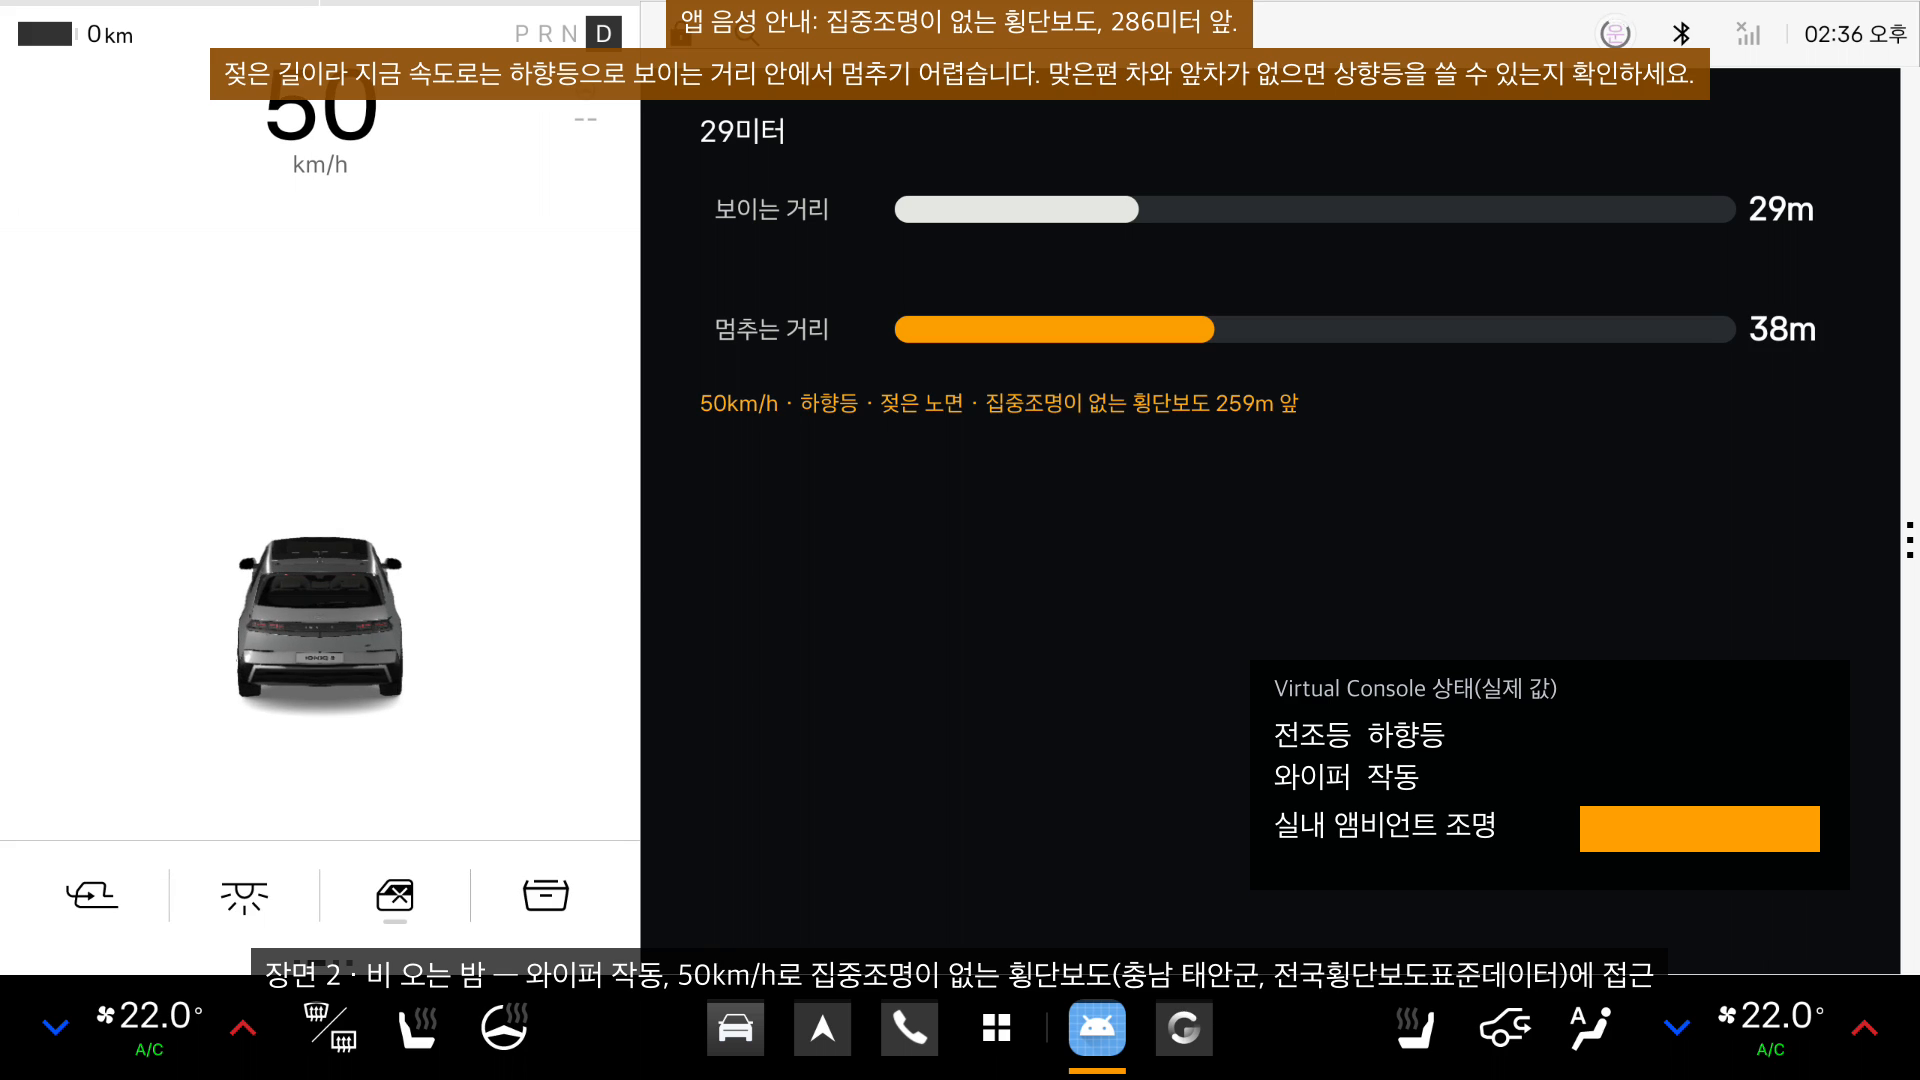 앱 음성 안내: 집중조명이 없는 횡단보도, 286미터 앞.
0 km
P R N D
운
02:36 오후
젖은 길이라 지금 속도로는 하향등으로 보이는 거리 안에서 멈추기 어렵습니다. 맞은편 차와 앞차가 없으면 상향등을 쓸 수 있는지 확인하세요.
50
km/h
--
29미터
보이는 거리
29m
멈추는 거리
38m
50km/h · 하향등 · 젖은 노면 · 집중조명이 없는 횡단보도 259m 앞
Virtual Console 상태(실제 값)
전조등 하향등
와이퍼 작동
실내 앰비언트 조명
장면 2 · 비 오는 밤 — 와이퍼 작동, 50km/h로 집중조명이 없는 횡단보도(충남 태안군, 전국횡단보도표준데이터)에 접근
22.0°
A/C
A
22.0°
A/C